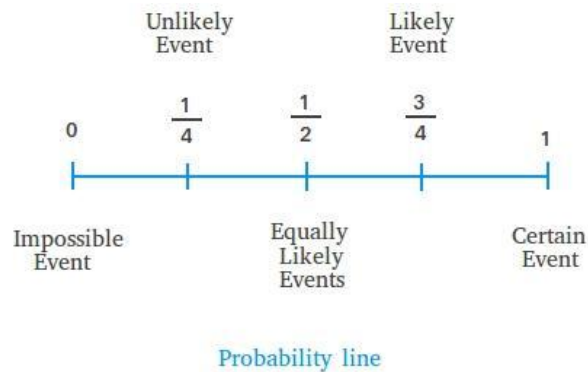 Unlikely
Event
Likely
Event
0
1
4
1
2
3
4
1
Impossible
Event
Equally
Likely
Events
Certain
Event
Probability line